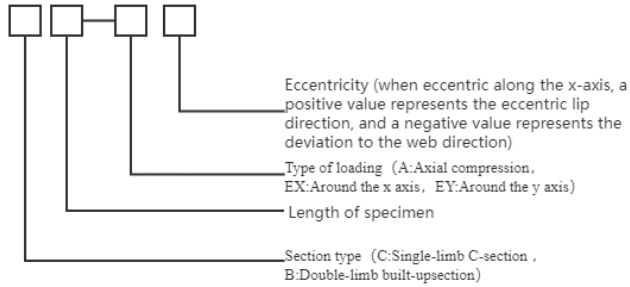 Eccentricity (when eccentric along the x-axis, a
positive value represents the eccentric lip
direction, and a negative value represents the
deviation to the web direction)
Type of loading（A:Axial compression，
EX:Around the x axis，EY:Around the y axis）
Length of specimen
Section type（C:Single-limb C-section，
B:Double-limb built-upsection）